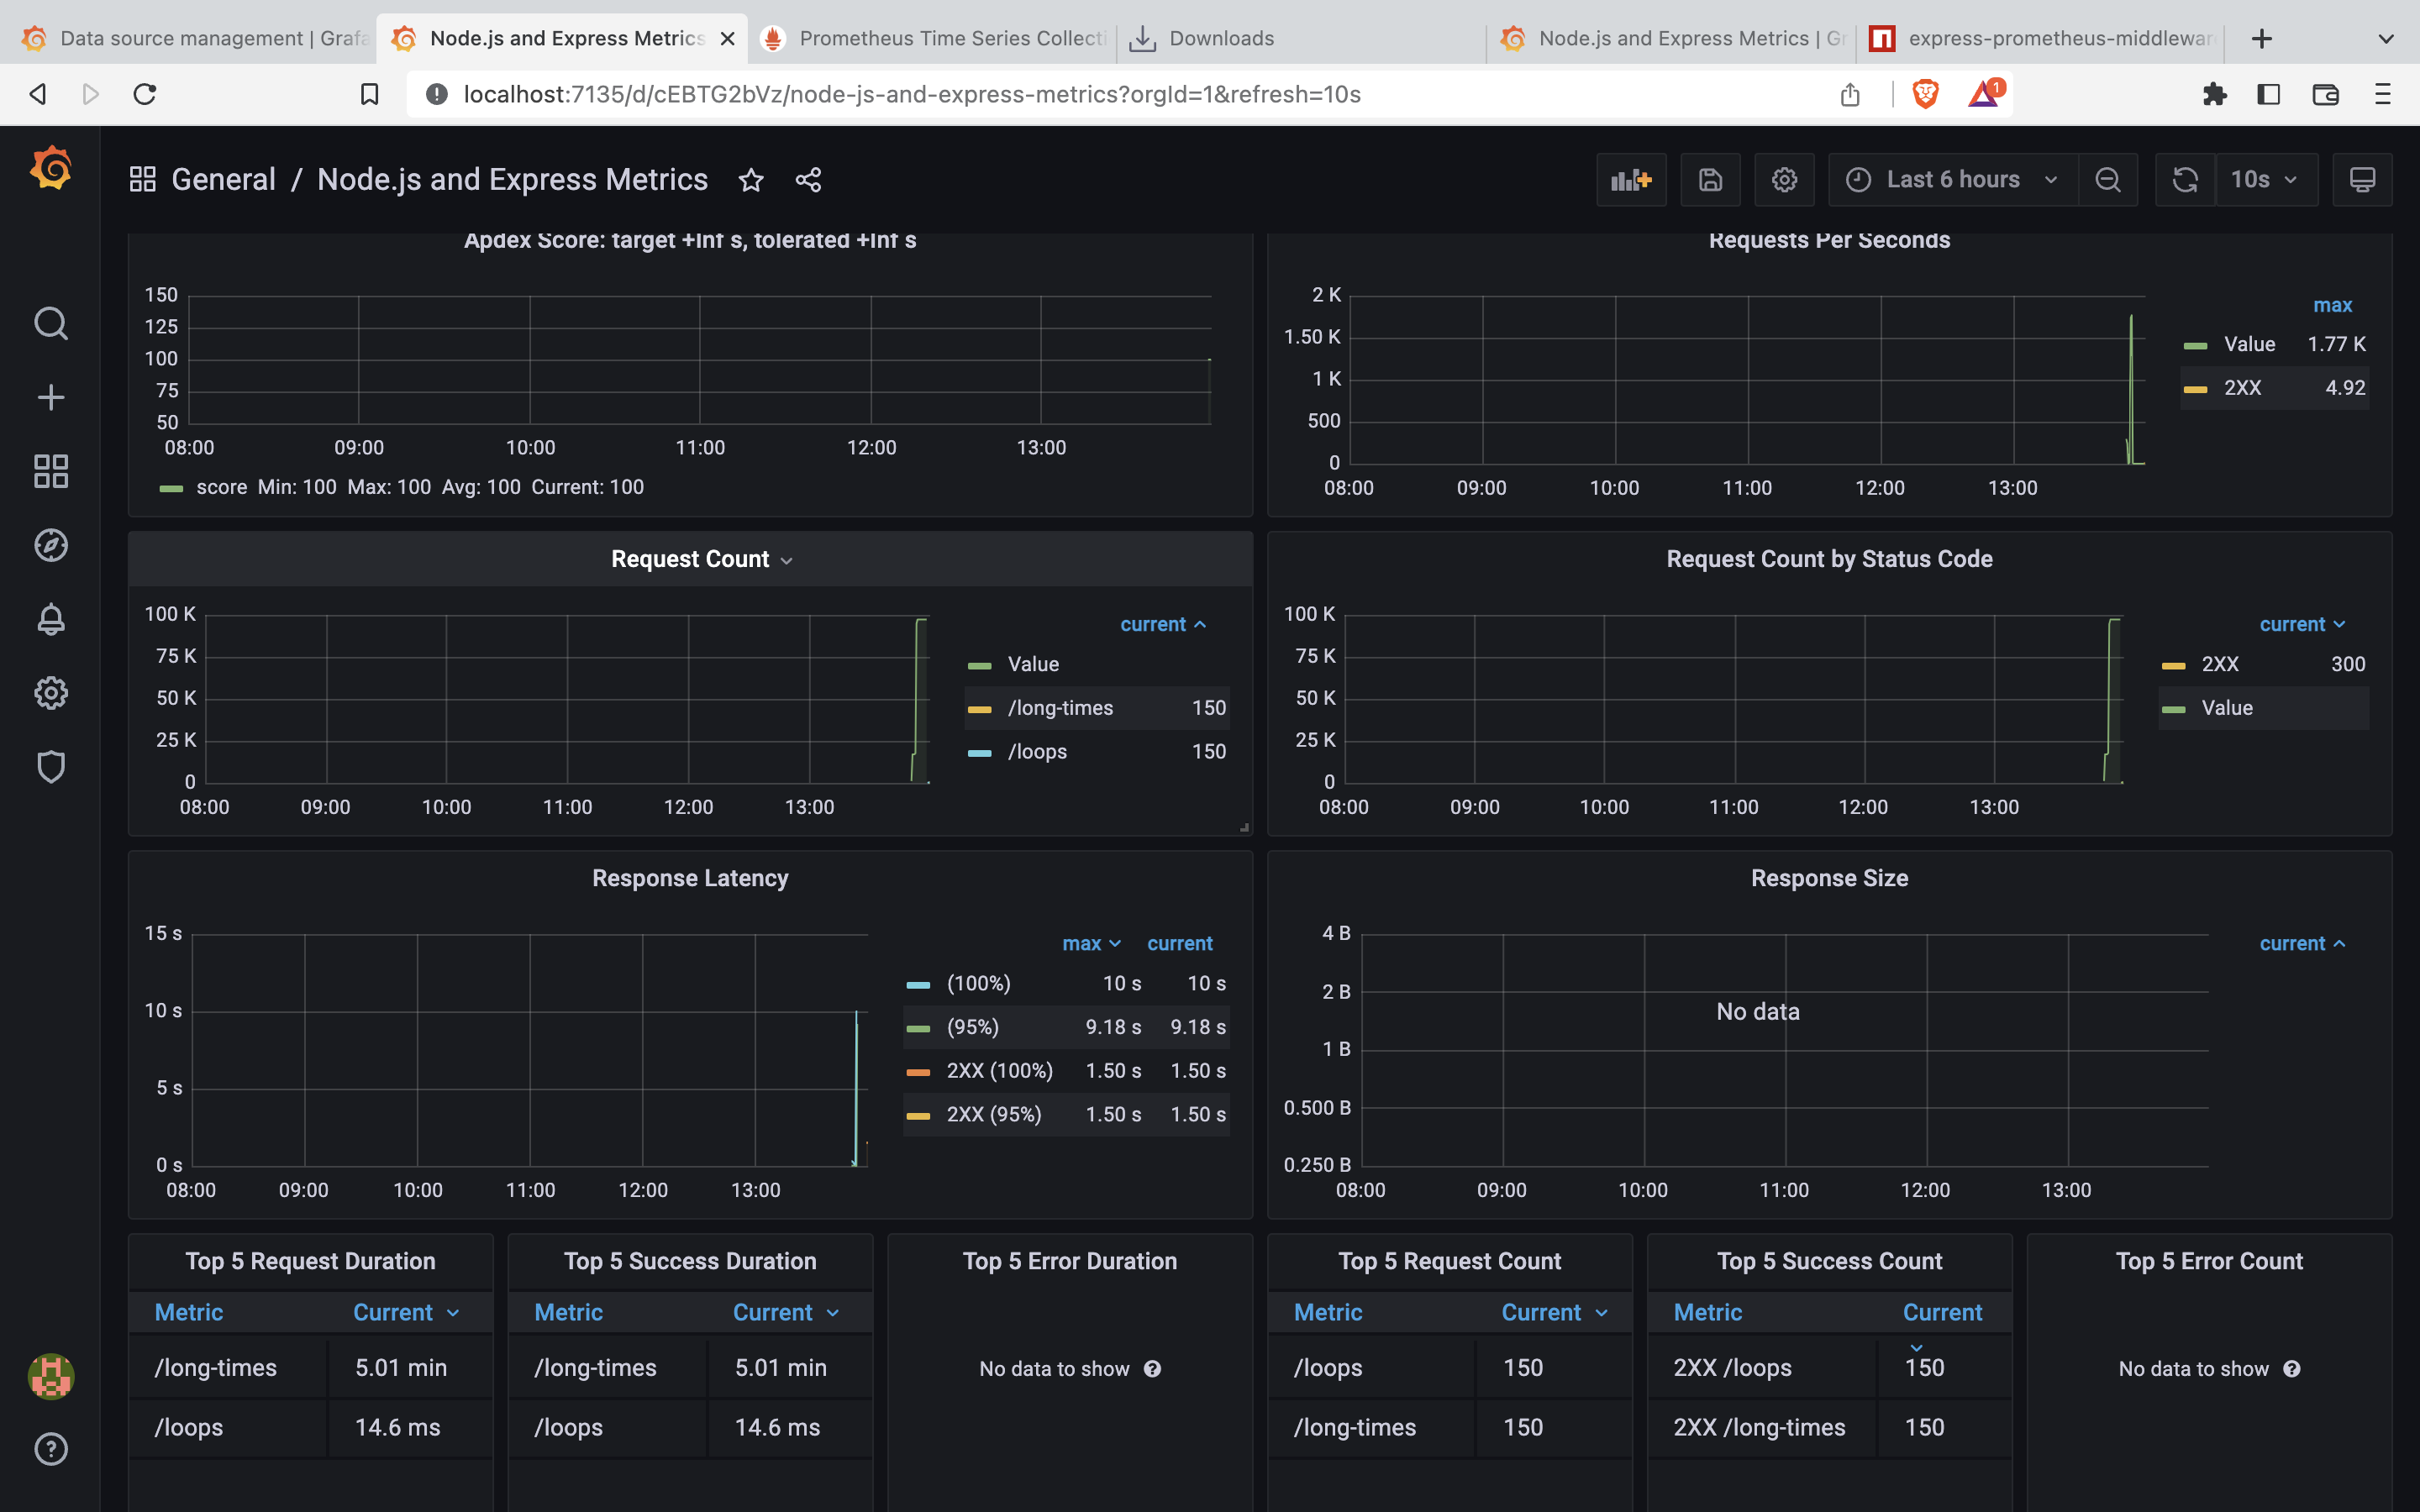 Data source management | Grafa
Node.js and Express Metrics
Prometheus Time Series Collecti
Downloads
Node.js and Express Metrics | Gr
express-prometheus-middlewar
localhost:7135/d/cEBTG2bVz/node-js-and-express-metrics?orgId=1&refresh=10s
1
General / Node.js and Express Metrics
Last 6 hours
10s
Apdex Score: target +Inf s, tolerated +Inf s
150
125
100
75
50
08:00 09:00 10:00 11:00 12:00 13:00
score Min: 100 Max: 100 Avg: 100 Current: 100
Requests Per Seconds
2 K
1.50 K
1 K
500
0
08:00 09:00 10:00 11:00 12:00 13:00
max
Value 1.77 K
2XX 4.92
Request Count
100 K
75 K
50 K
25 K
0
08:00 09:00 10:00 11:00 12:00 13:00
current
Value
/long-times 150
/loops 150
Request Count by Status Code
100 K
75 K
50 K
25 K
0
08:00 09:00 10:00 11:00 12:00 13:00
current
2XX 300
Value
Response Latency
15 s
10 s
5 s
0 s
08:00 09:00 10:00 11:00 12:00 13:00
max current
(100%) 10 s 10 s
(95%) 9.18 s 9.18 s
2XX (100%) 1.50 s 1.50 s
2XX (95%) 1.50 s 1.50 s
Response Size
4 B
2 B
1 B
0.500 B
0.250 B
No data
08:00 09:00 10:00 11:00 12:00 13:00
current
Top 5 Request Duration
Metric Current
/long-times 5.01 min
/loops 14.6 ms
Top 5 Success Duration
Metric Current
/long-times 5.01 min
/loops 14.6 ms
Top 5 Error Duration
No data to show
Top 5 Request Count
Metric Current
/loops 150
/long-times 150
Top 5 Success Count
Metric Current
2XX /loops 150
2XX /long-times 150
Top 5 Error Count
No data to show